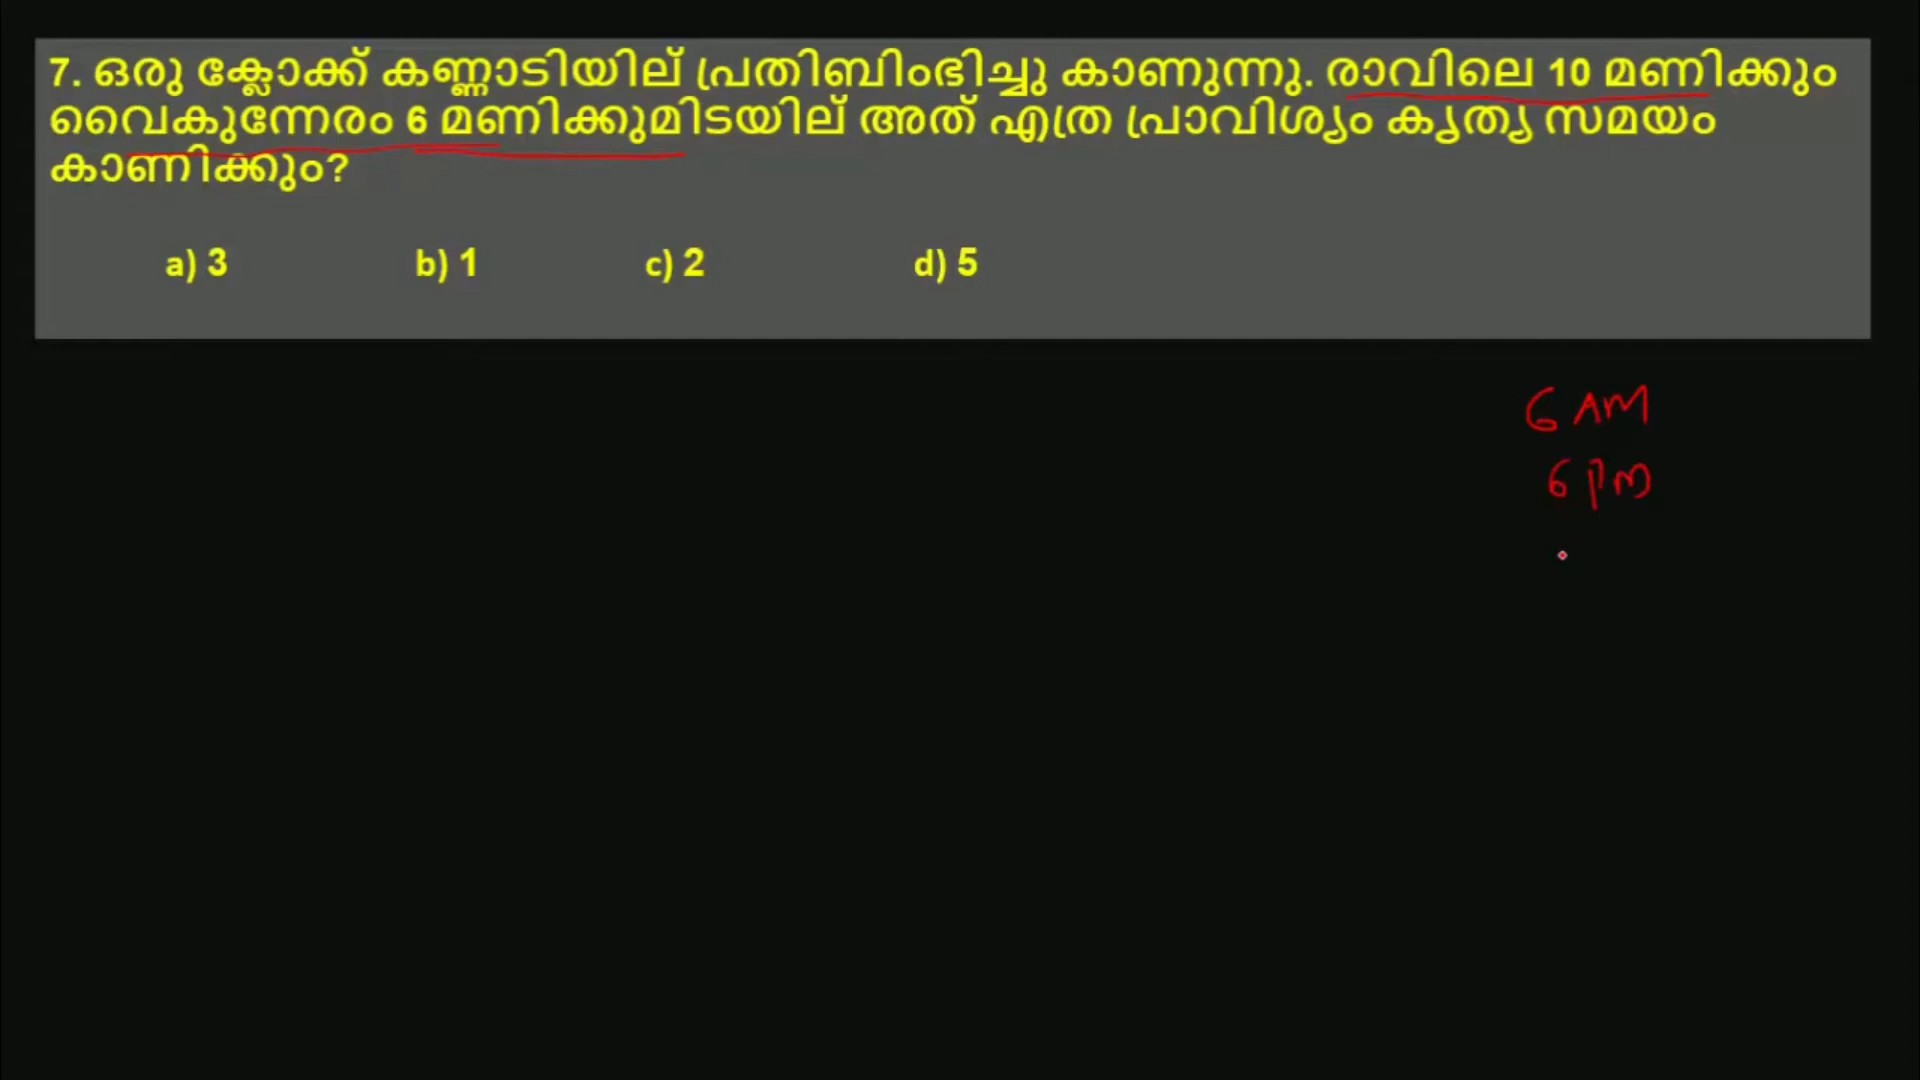 7. ഒരു ക്ലോക്ക് കണ്ണാടിയില് പ്രതിബിംഭിച്ചു കാണുന്നു. രാവിലെ 10 മണിക്കും
വൈകുന്നേരം 6 മണിക്കുമിടയില് അത് എത്ര പ്രാവിശ്യം കൃത്യ സമയം
കാണിക്കും?
a) 3 b) 1 c) 2 d) 5
6 AM
6 PM